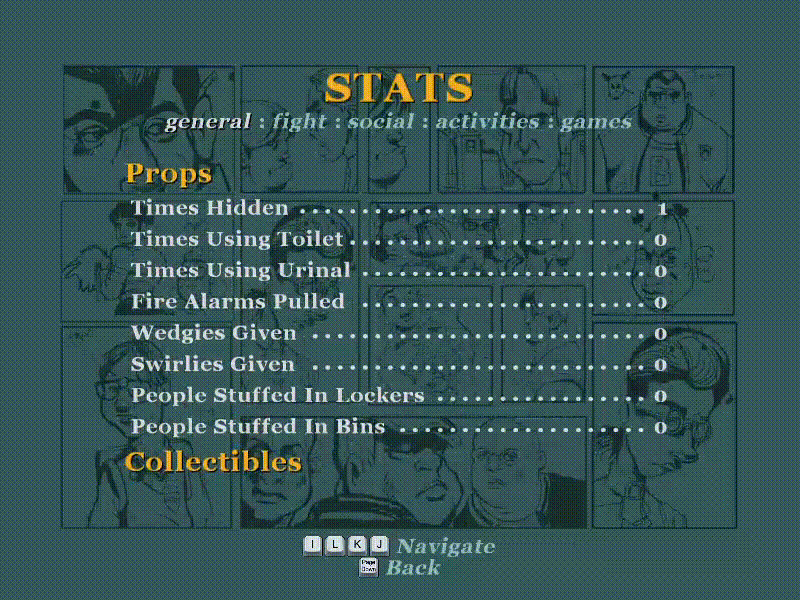 STATS
general : fight : social : activities : games
Props
Times Hidden ............................ 1
Times Using Toilet ........................ 0
Times Using Urinal ....................... 0
Fire Alarms Pulled ....................... 0
Wedgies Given ........................... 0
Swirlies Given ........................... 0
People Stuffed In Lockers ................. 0
People Stuffed In Bins .................... 0
Collectibles
I L K J Navigate
Page Down Back